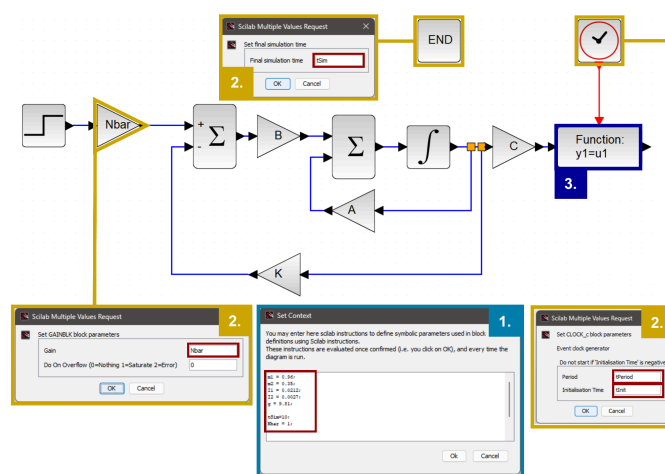 Scilab Multiple Values Request
Set final simulation time
Final simulation time
tSim
OK
Cancel
2.
END
Nbar
+
-
Σ
B
Σ
∫
C
Function:
y1=u1
3.
A
K
Scilab Multiple Values Request
2.
Set GAINBLK block parameters
Gain
Nbar
Do On Overflow (0=Nothing 1=Saturate 2=Error)
0
OK
Cancel
Set Context
1.
You may enter here scilab instructions to define symbolic parameters used in block
definitions using Scilab instructions.
These instructions are evaluated once confirmed (i.e. you click on OK), and every time the
diagram is run.
m1 = 0.96;
m2 = 0.35;
I1 = 0.0212;
I2 = 0.0027;
g = 9.81;
tSim=10;
Nbar = 1;
Ok
Cancel
Scilab Multiple Values Request
2.
Set CLOCK_c block parameters
Event clock generator
Do not start if 'Initialisation Time' is negative
Period
tPeriod
Initialisation Time
tInit
OK
Cancel